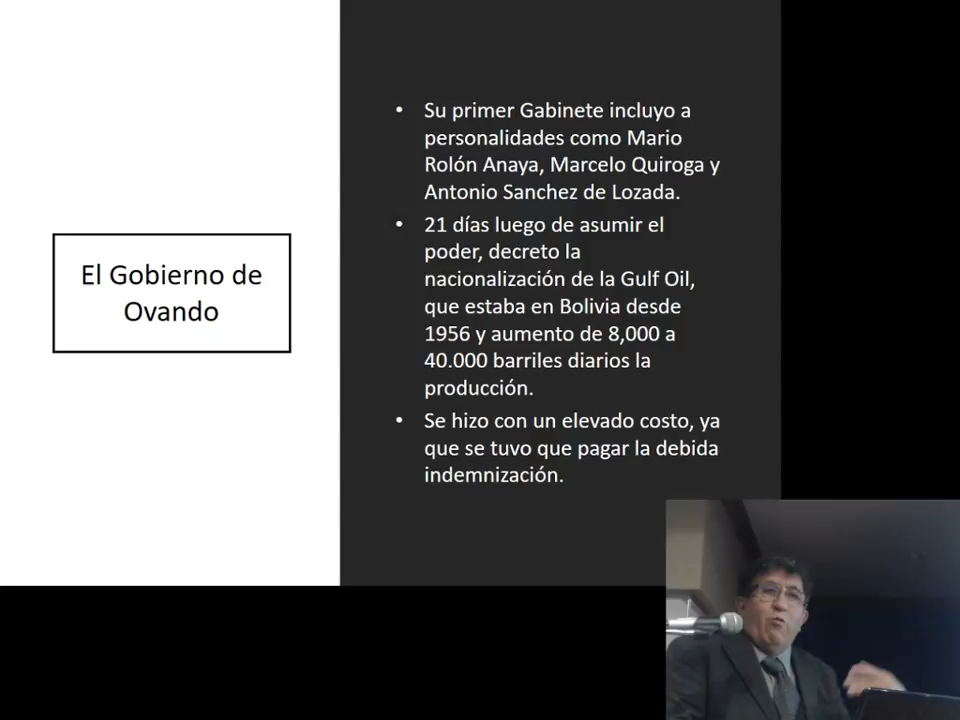 El Gobierno de
Ovando
• Su primer Gabinete incluyo a
personalidades como Mario
Rolón Anaya, Marcelo Quiroga y
Antonio Sanchez de Lozada.
• 21 días luego de asumir el
poder, decreto la
nacionalización de la Gulf Oil,
que estaba en Bolivia desde
1956 y aumento de 8,000 a
40.000 barriles diarios la
producción.
• Se hizo con un elevado costo, ya
que se tuvo que pagar la debida
indemnización.